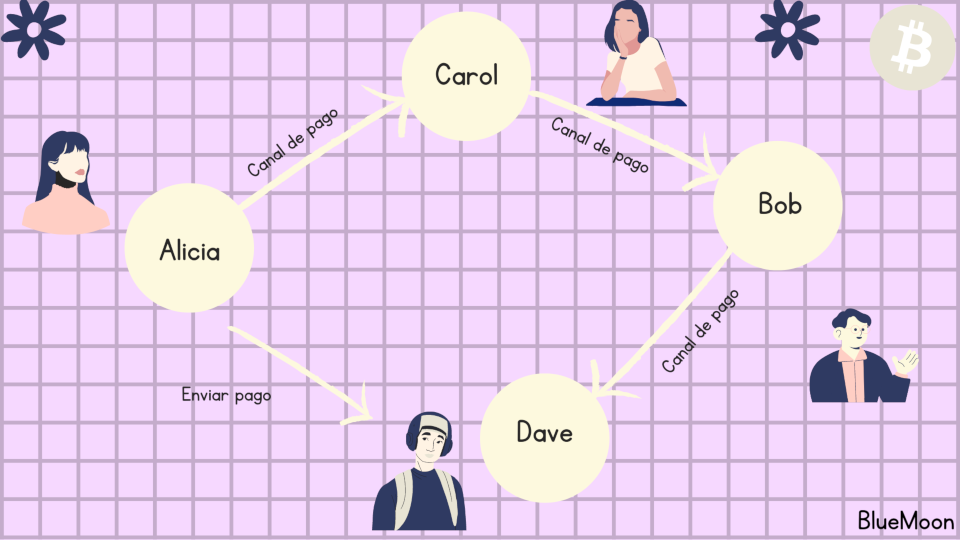 Carol
Canal de pago
Canal de pago
Bob
Alicia
Canal de pago
Enviar pago
Dave
BlueMoon